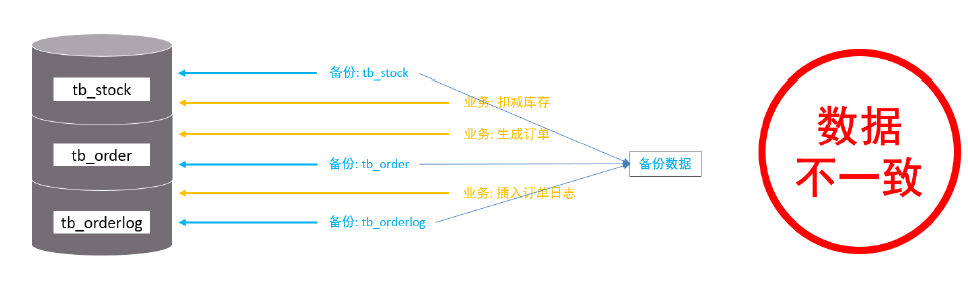 tb_stock
备份: tb_stock
业务: 扣减库存
业务: 生成订单
tb_order
备份: tb_order
备份数据
业务: 插入订单日志
tb_orderlog
备份: tb_orderlog
数据
不一致